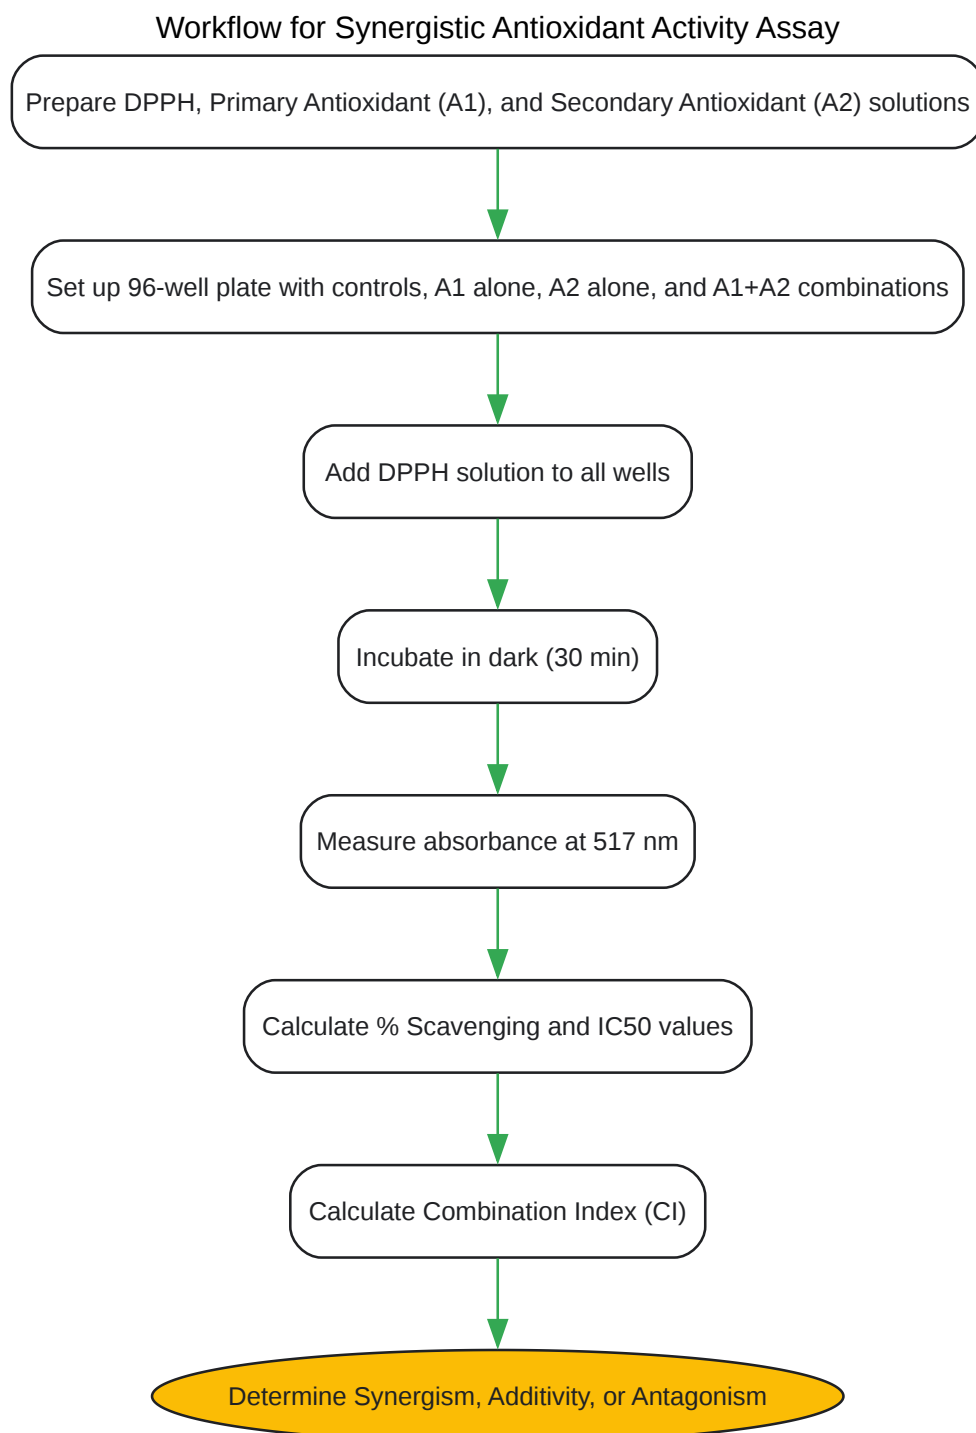 Workflow for Synergistic Antioxidant Activity Assay
Prepare DPPH, Primary Antioxidant (A1), and Secondary Antioxidant (A2) solutions
Set up 96-well plate with controls, A1 alone, A2 alone, and A1+A2 combinations
Add DPPH solution to all wells
Incubate in dark (30 min)
Measure absorbance at 517 nm
Calculate % Scavenging and IC50 values
Calculate Combination Index (CI)
Determine Synergism, Additivity, or Antagonism